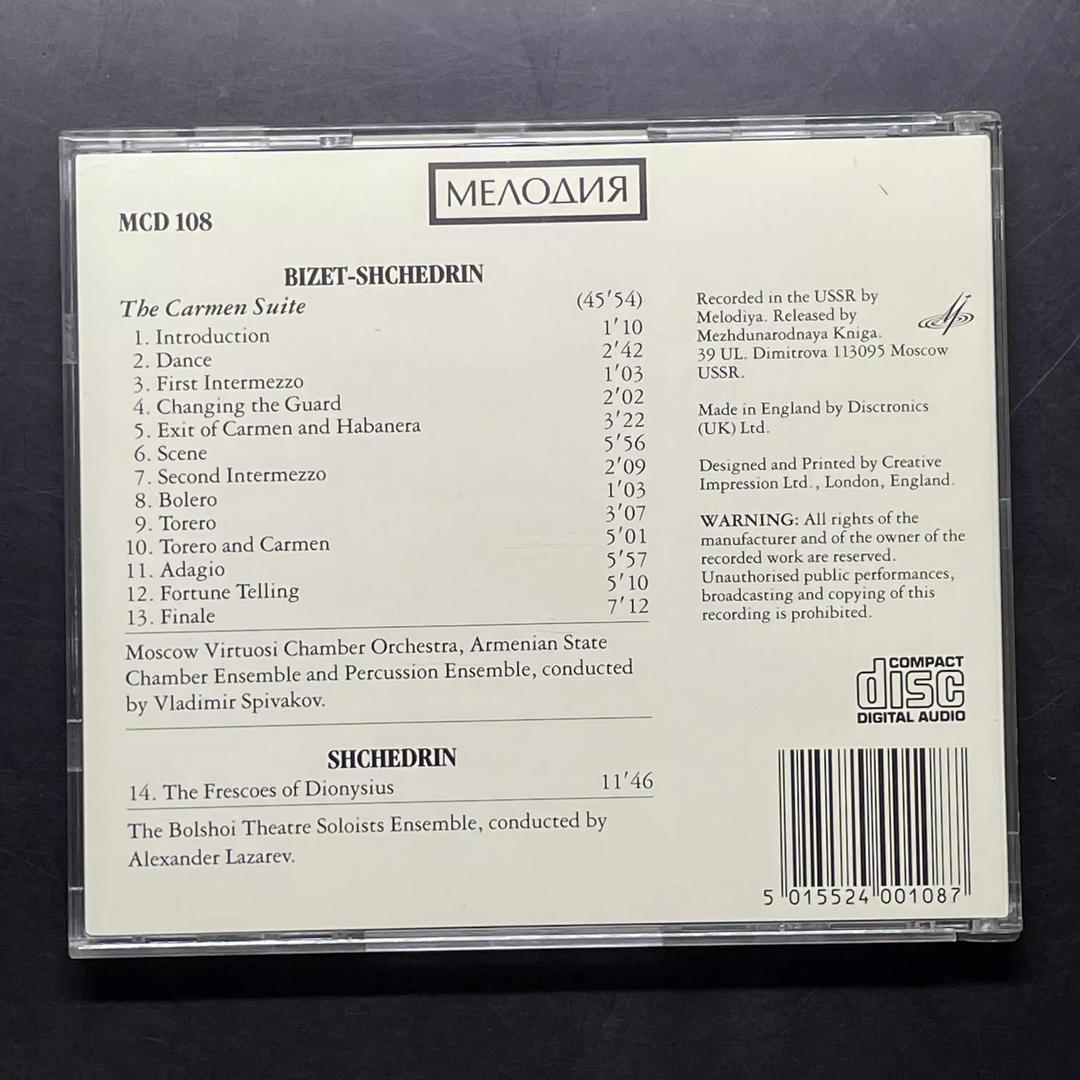 МЕЛОДИЯ
MCD 108
BIZET-SHCHEDRIN
The Carmen Suite (45'54)
1. Introduction 1'10
2. Dance 2'42
3. First Intermezzo 1'03
4. Changing the Guard 2'02
5. Exit of Carmen and Habanera 3'22
6. Scene 5'56
7. Second Intermezzo 2'09
8. Bolero 1'03
9. Torero 3'07
10. Torero and Carmen 5'01
11. Adagio 5'57
12. Fortune Telling 5'10
13. Finale 7'12
Moscow Virtuosi Chamber Orchestra, Armenian State
Chamber Ensemble and Percussion Ensemble, conducted
by Vladimir Spivakov.
SHCHEDRIN
14. The Frescoes of Dionysius 11'46
The Bolshoi Theatre Soloists Ensemble, conducted by
Alexander Lazarev.
Recorded in the USSR by
Melodiya. Released by
Mezhdunarodnaya Kniga.
39 UL. Dimitrova 113095 Moscow
USSR.
Made in England by Disctronics
(UK) Ltd.
Designed and Printed by Creative
Impression Ltd., London, England.
WARNING: All rights of the
manufacturer and of the owner of the
recorded work are reserved.
Unauthorised public performances,
broadcasting and copying of this
recording is prohibited.
COMPACT
disc
DIGITAL AUDIO
5 015524 001087